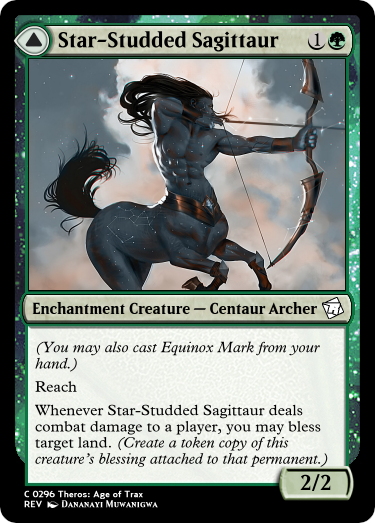 Star-Studded Sagittaur 1
Enchantment Creature — Centaur Archer
(You may also cast Equinox Mark from your
hand.)
Reach
Whenever Star-Studded Sagittaur deals
combat damage to a player, you may bless
target land. (Create a token copy of this
creature's blessing attached to that permanent.)
2/2
C 0296 Theros: Age of Trax
REV Dananayi Muwanigwa